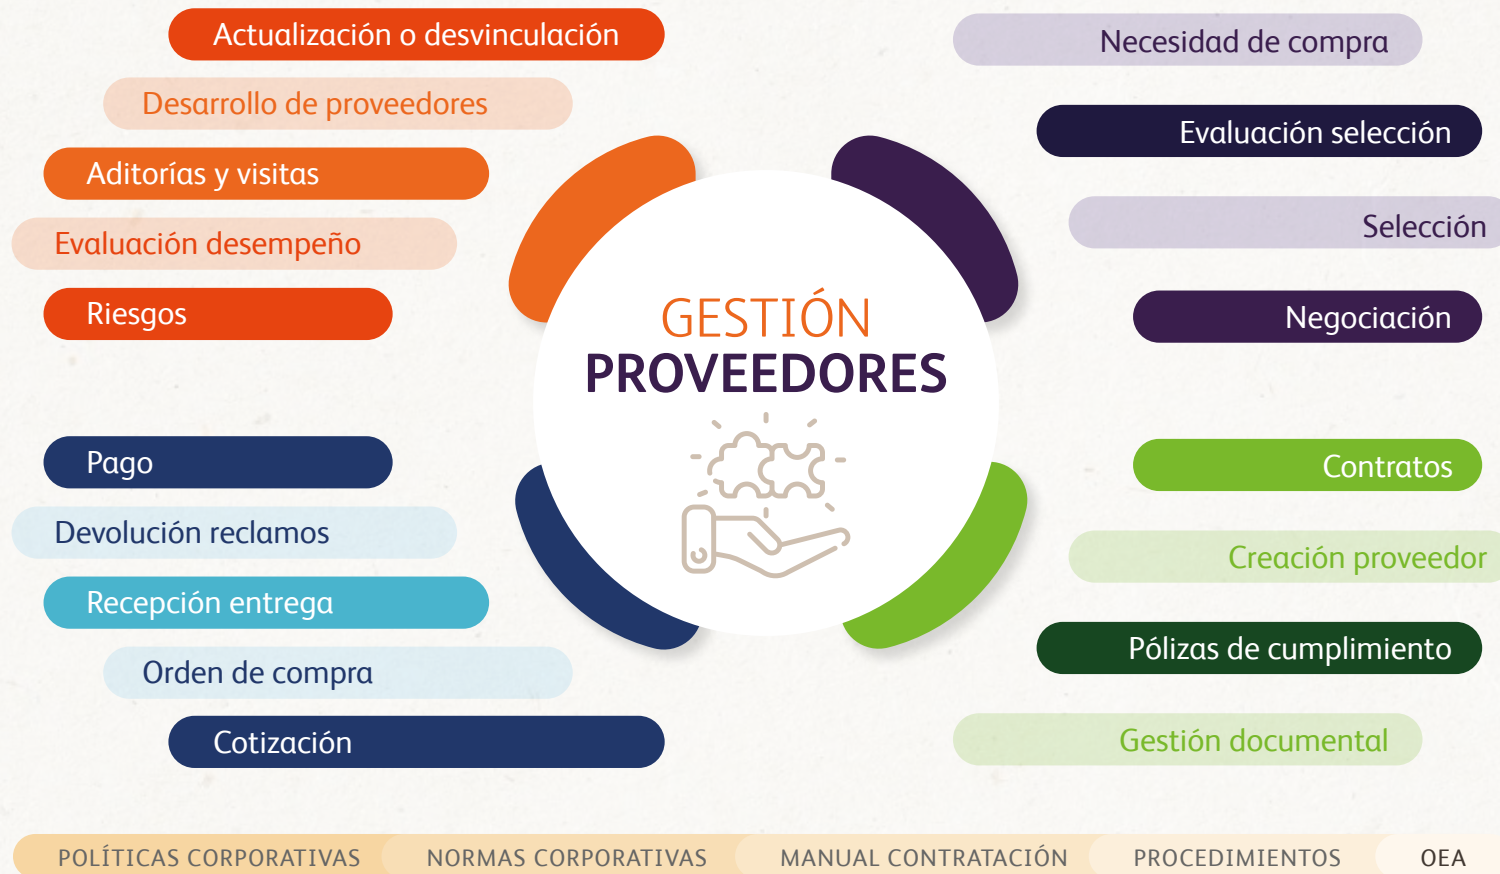 Actualización o desvinculación
Desarrollo de proveedores
Aditorías y visitas
Evaluación desempeño
Riesgos
Necesidad de compra
Evaluación selección
Selección
Negociación
GESTIÓN
PROVEEDORES
Pago
Devolución reclamos
Recepción entrega
Orden de compra
Cotización
Contratos
Creación proveedor
Pólizas de cumplimiento
Gestión documental
POLÍTICAS CORPORATIVAS NORMAS CORPORATIVAS MANUAL CONTRATACIÓN PROCEDIMIENTOS OEA